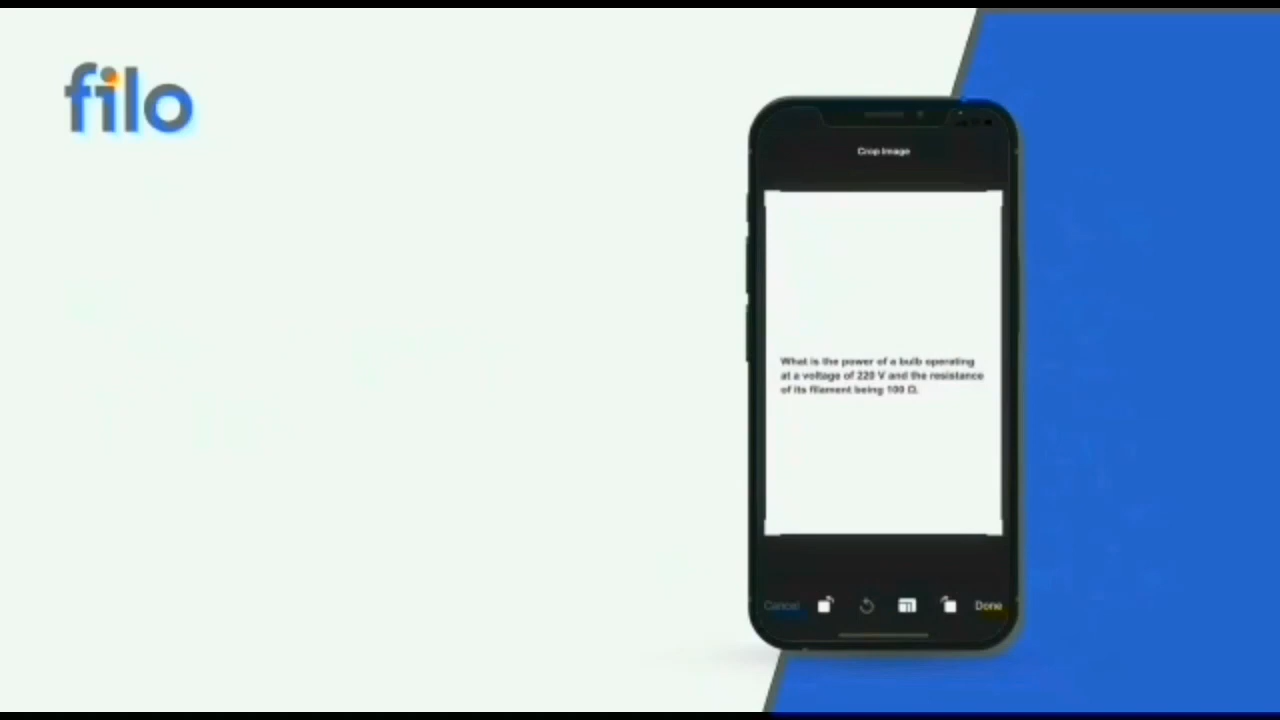 filo
Crop Image
What is the power of a bulb operating
at a voltage of 220 V and the resistance
of its filament being 100 Ω.
Cancel
Done